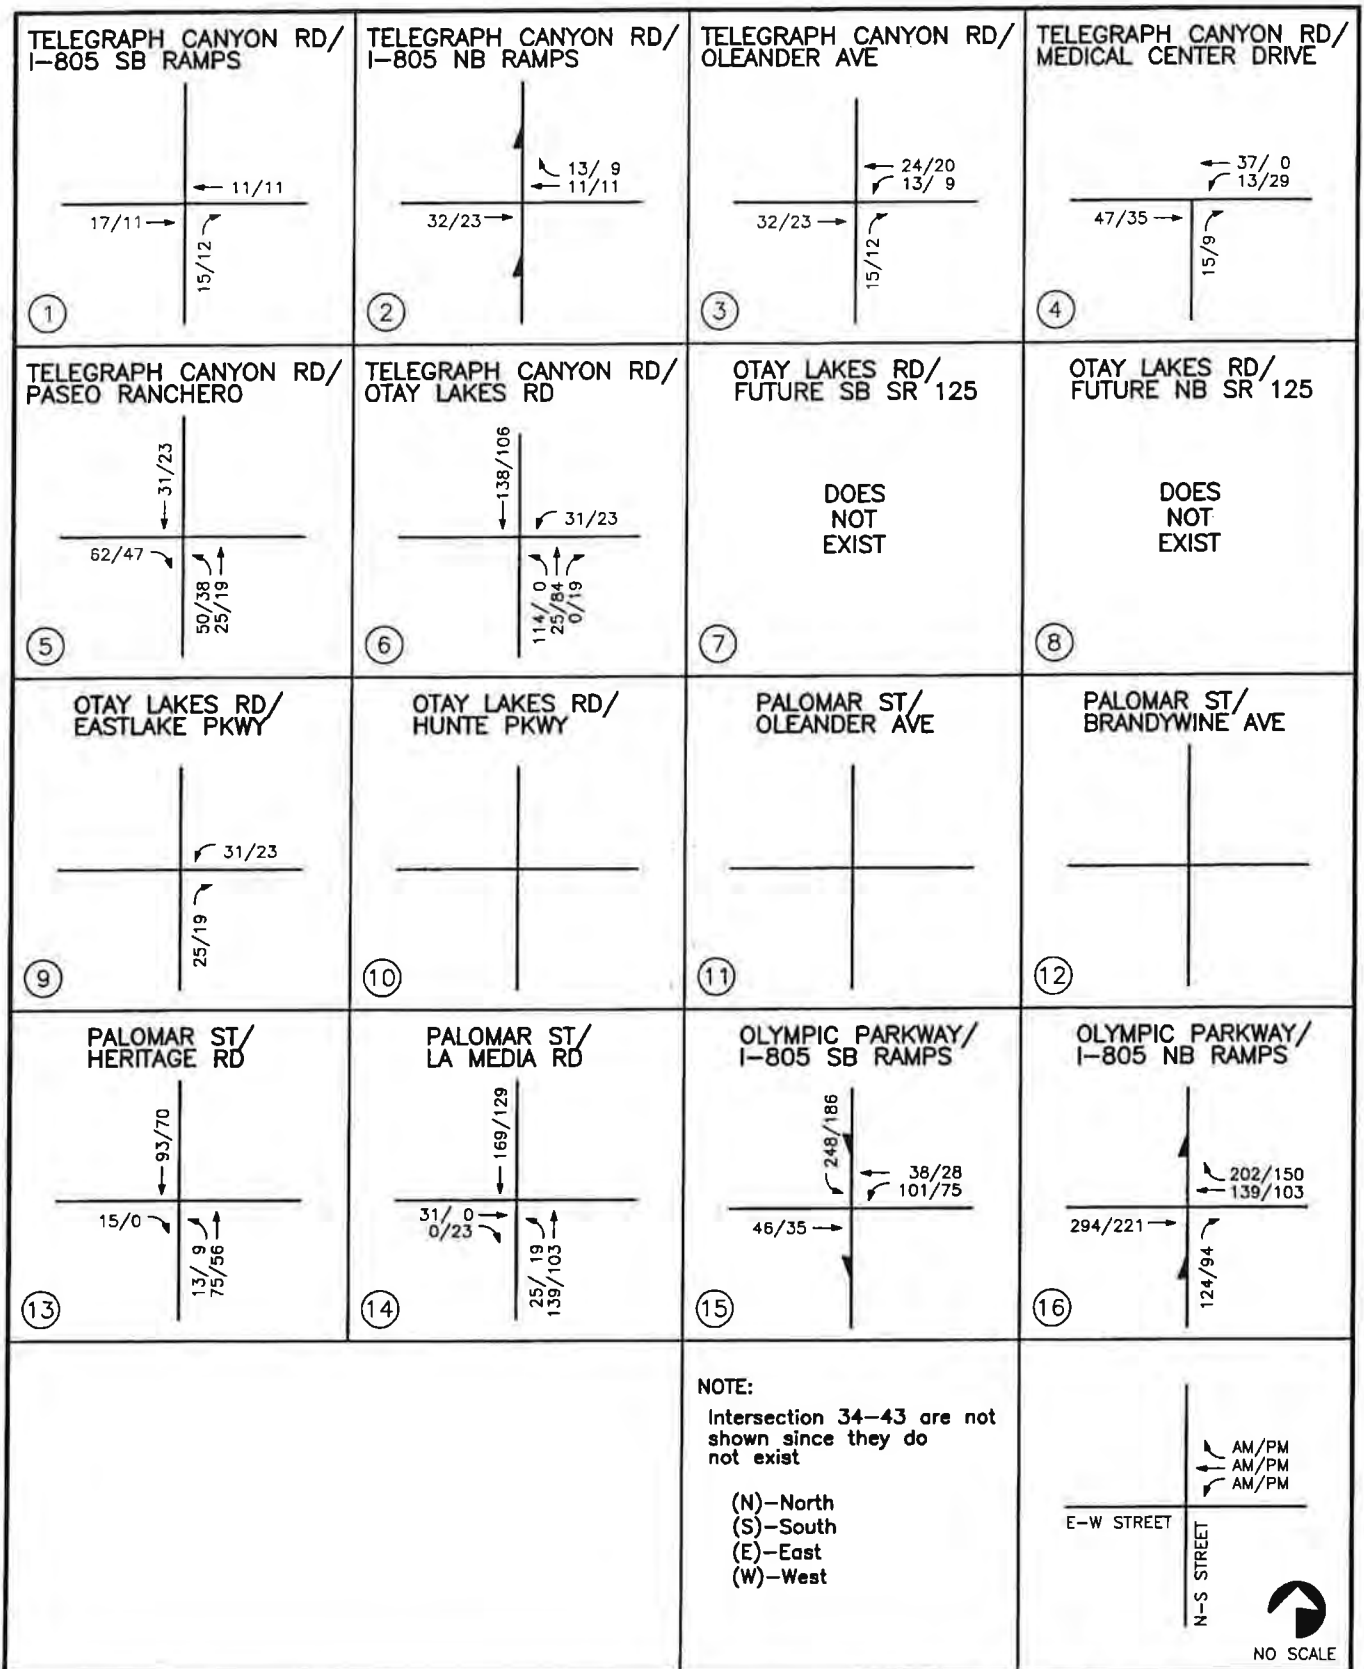 TELEGRAPH CANYON RD/
I-805 SB RAMPS
11/11
17/11
15/12
1
TELEGRAPH CANYON RD/
I-805 NB RAMPS
13/ 9
11/11
32/23
2
TELEGRAPH CANYON RD/
OLEANDER AVE
24/20
13/ 9
32/23
15/12
3
TELEGRAPH CANYON RD/
MEDICAL CENTER DRIVE
37/ 0
13/29
47/35
15/9
4
TELEGRAPH CANYON RD/
PASEO RANCHERO
31/23
62/47
50/38
25/19
5
TELEGRAPH CANYON RD/
OTAY LAKES RD
138/106
31/23
114/ 0
25/84
0/19
6
OTAY LAKES RD/
FUTURE SB SR 125
DOES
NOT
EXIST
7
OTAY LAKES RD/
FUTURE NB SR 125
DOES
NOT
EXIST
8
OTAY LAKES RD/
EASTLAKE PKWY
31/23
25/19
9
OTAY LAKES RD/
HUNTE PKWY
10
PALOMAR ST/
OLEANDER AVE
11
PALOMAR ST/
BRANDYWINE AVE
12
PALOMAR ST/
HERITAGE RD
93/70
15/0
13/ 9
75/56
13
PALOMAR ST/
LA MEDIA RD
169/129
31/ 0
0/23
25/ 19
139/103
14
OLYMPIC PARKWAY/
I-805 SB RAMPS
248/186
38/28
101/75
46/35
15
OLYMPIC PARKWAY/
I-805 NB RAMPS
202/150
139/103
294/221
124/94
16
NOTE:
Intersection 34-43 are not
shown since they do
not exist
(N)-North
(S)-South
(E)-East
(W)-West
AM/PM
AM/PM
AM/PM
E-W STREET
N-S STREET
NO SCALE